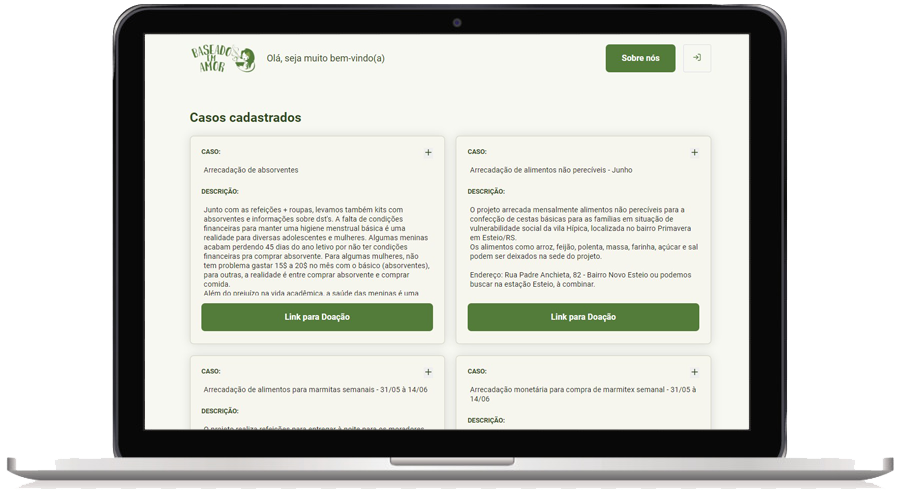 BASEADO
EM
AMOR
Olá, seja muito bem-vindo(a)
Sobre nós
Casos cadastrados
CASO:
Arrecadação de absorventes
DESCRIÇÃO:
Junto com as refeições + roupas, levamos também kits com
absorventes e informações sobre dst's. A falta de condições
financeiras para manter uma higiene menstrual básica é uma
realidade para diversas adolescentes e mulheres. Algumas meninas
acabam perdendo 45 dias do ano letivo por não ter condições
financeiras pra comprar absorvente. Para algumas mulheres, não
tem problema gastar 15$ a 20$ no mês com o básico (absorventes),
para outras, a realidade é entre comprar absorvente e comprar
comida.
Além do prejuízo na vida acadêmica, a saúde das meninas é uma
Link para Doação
CASO:
Arrecadação de alimentos não perecíveis - Junho
DESCRIÇÃO:
O projeto arrecada mensalmente alimentos não perecíveis para a
confecção de cestas básicas para as famílias em situação de
vulnerabilidade social da vila Hípica, localizada no bairro Primavera
em Esteio/RS.
Os alimentos como arroz, feijão, polenta, massa, farinha, açúcar e sal
podem ser deixados na sede do projeto.
Endereço: Rua Padre Anchieta, 82 - Bairro Novo Esteio ou podemos
buscar na estação Esteio, à combinar.
Link para Doação
CASO:
Arrecadação de alimentos para marmitas semanais - 31/05 à 14/06
DESCRIÇÃO:
O projeto realiza refeições para entregar à noite para os moradores
CASO:
Arrecadação monetária para compra de marmitex semanal - 31/05 à
14/06
DESCRIÇÃO: